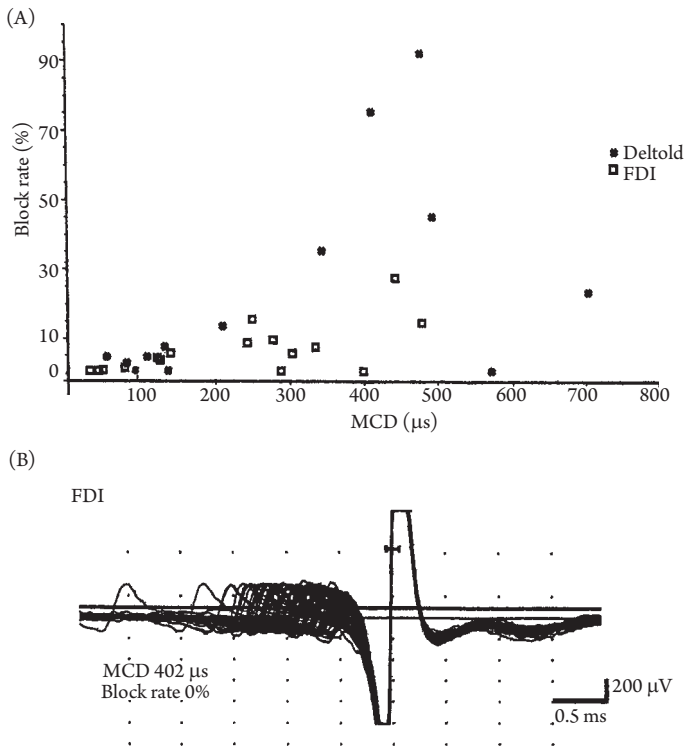 (A)
90
70
50
30
10
0
Block rate (%)
Deltold
FDI
100 200 300 400 500 600 700 800
MCD (µs)
(B)
FDI
MCD 402 µs
Block rate 0%
200 µV
0.5 ms